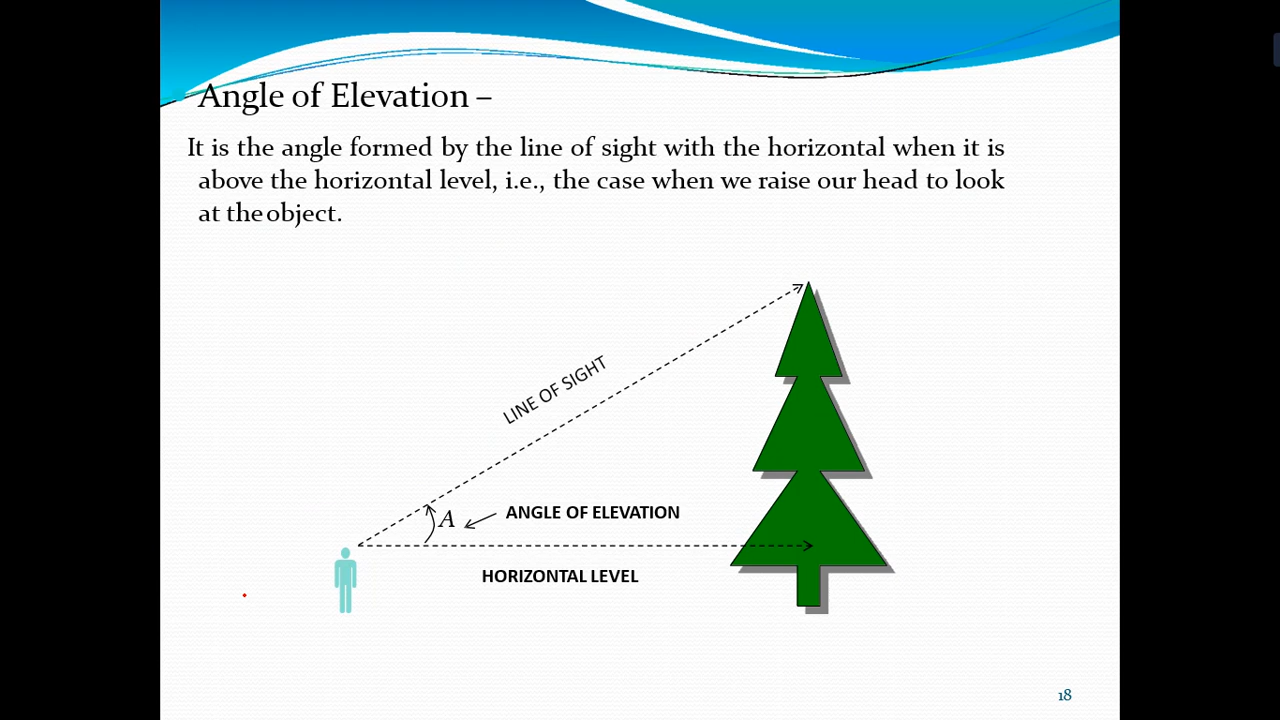 Angle of Elevation –
It is the angle formed by the line of sight with the horizontal when it is
above the horizontal level, i.e., the case when we raise our head to look
at the object.
LINE OF SIGHT
A
ANGLE OF ELEVATION
HORIZONTAL LEVEL
18